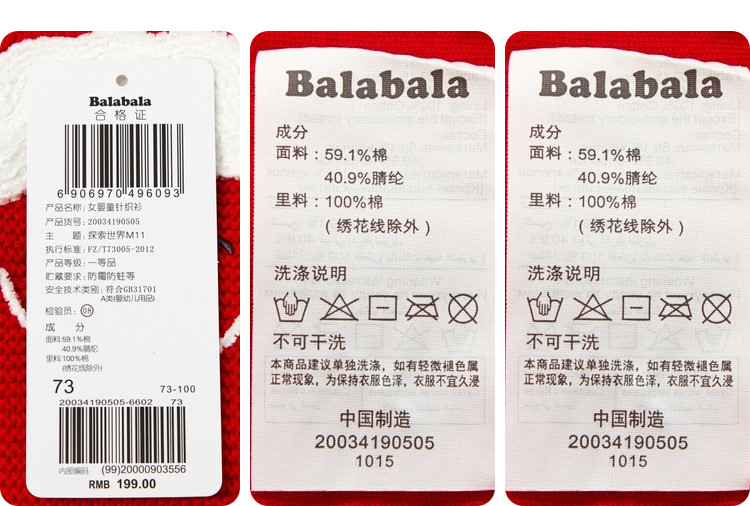 Balabala
合格证
6 906970 496093
产品名称:女婴童针织衫
产品货号:20034190505
主 题:探索世界M11
执行标准:FZ/T73005-2012
产品等级:一等品
贮藏要求:防霉防蛀等
安全技术类别:符合GB31701
A类(婴幼儿用品)
检验员:08
成 分
面料:59.1%棉
40.9%腈纶
里料:100%棉
(绣花线除外)
73 73-100
20034190505-6602 73
内部编码 (99)20000903556
RMB 199.00
Balabala
成分
面料:59.1%棉
40.9%腈纶
里料:100%棉
(绣花线除外)
洗涤说明
不可干洗
本商品建议单独洗涤,如有轻微褪色属
正常现象,为保持衣服色泽,衣服不宜久浸
中国制造
20034190505
1015
Balabala
成分
面料:59.1%棉
40.9%腈纶
里料:100%棉
(绣花线除外)
洗涤说明
不可干洗
本商品建议单独洗涤,如有轻微褪色属
正常现象,为保持衣服色泽,衣服不宜久浸
中国制造
20034190505
1015